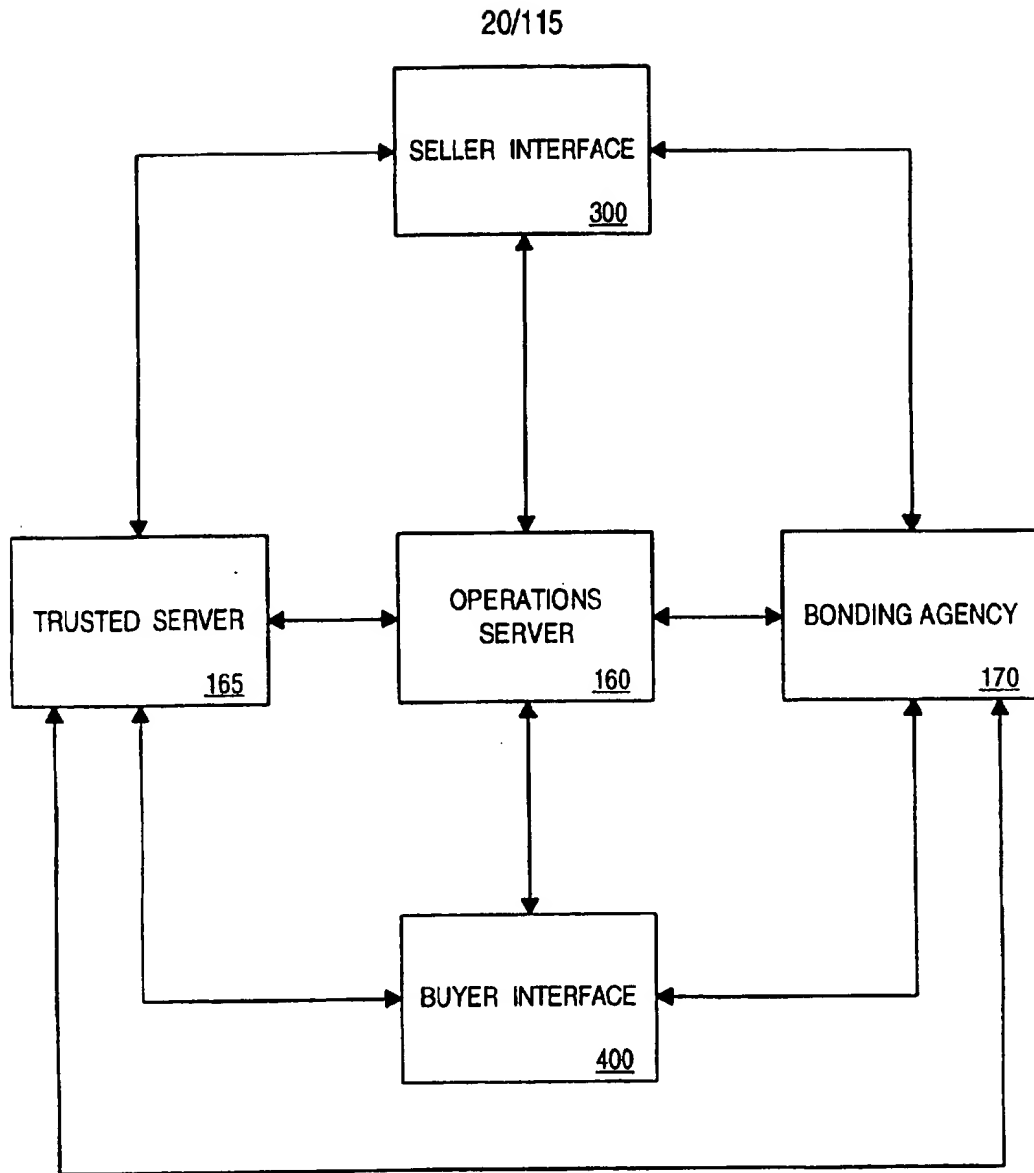 20/115
SELLER INTERFACE
300
TRUSTED SERVER
165
OPERATIONS
SERVER
160
BONDING AGENCY
170
BUYER INTERFACE
400